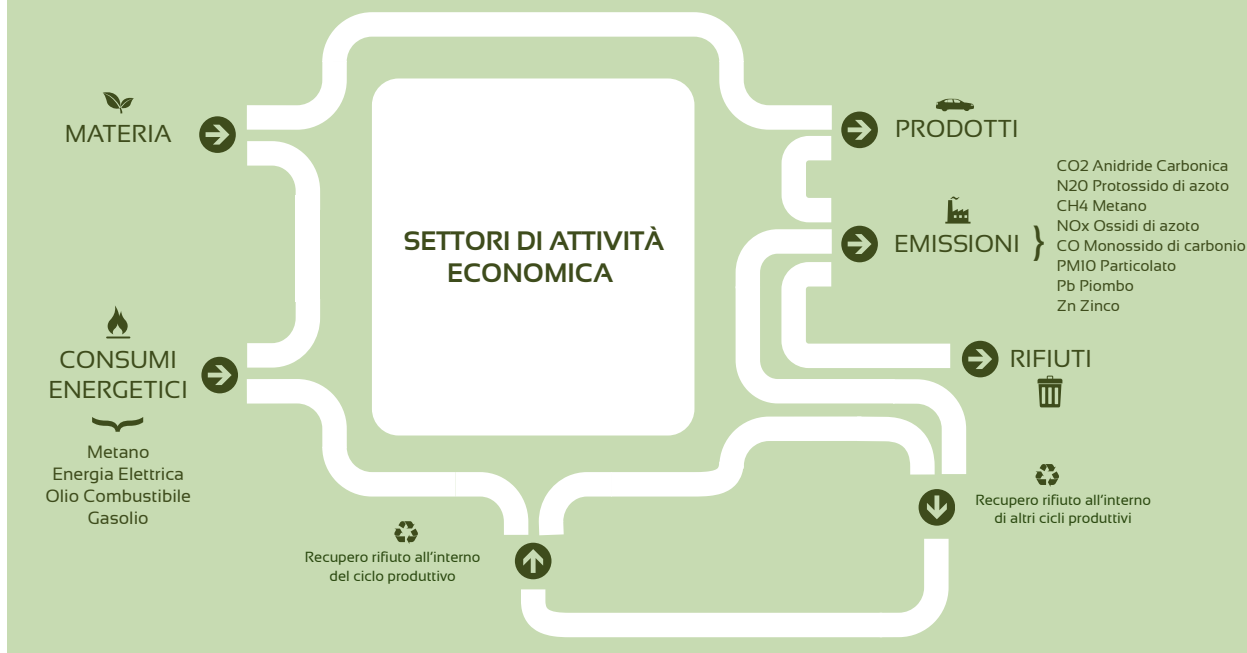 MATERIA
CONSUMI
ENERGETICI
Metano
Energia Elettrica
Olio Combustibile
Gasolio
SETTORI DI ATTIVITÀ
ECONOMICA
PRODOTTI
EMISSIONI
CO2 Anidride Carbonica
N20 Protossido di azoto
CH4 Metano
NOx Ossidi di azoto
CO Monossido di carbonio
PM10 Particolato
Pb Piombo
Zn Zinco
RIFIUTI
Recupero rifiuto all'interno
di altri cicli produttivi
Recupero rifiuto all'interno
del ciclo produttivo